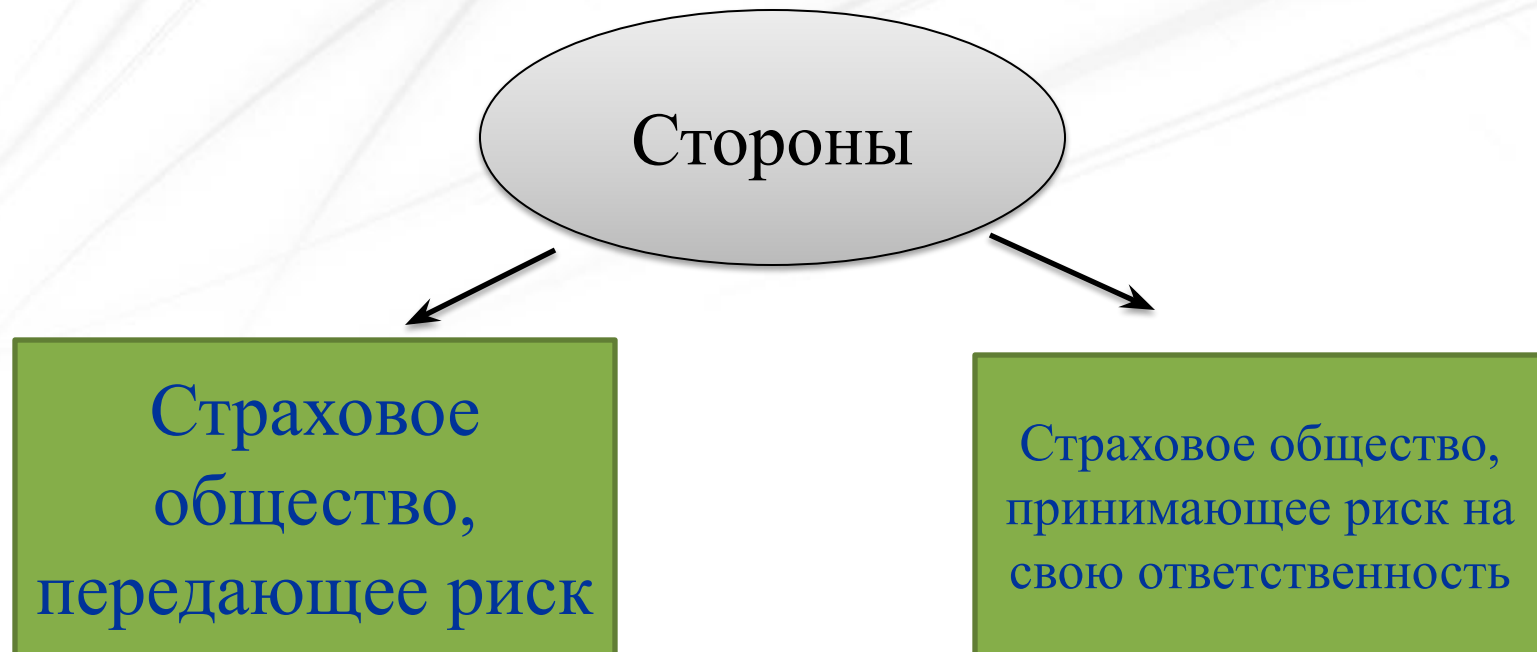 Стороны
Страховое
общество,
передающее риск
Страховое общество,
принимающее риск на
свою ответственность